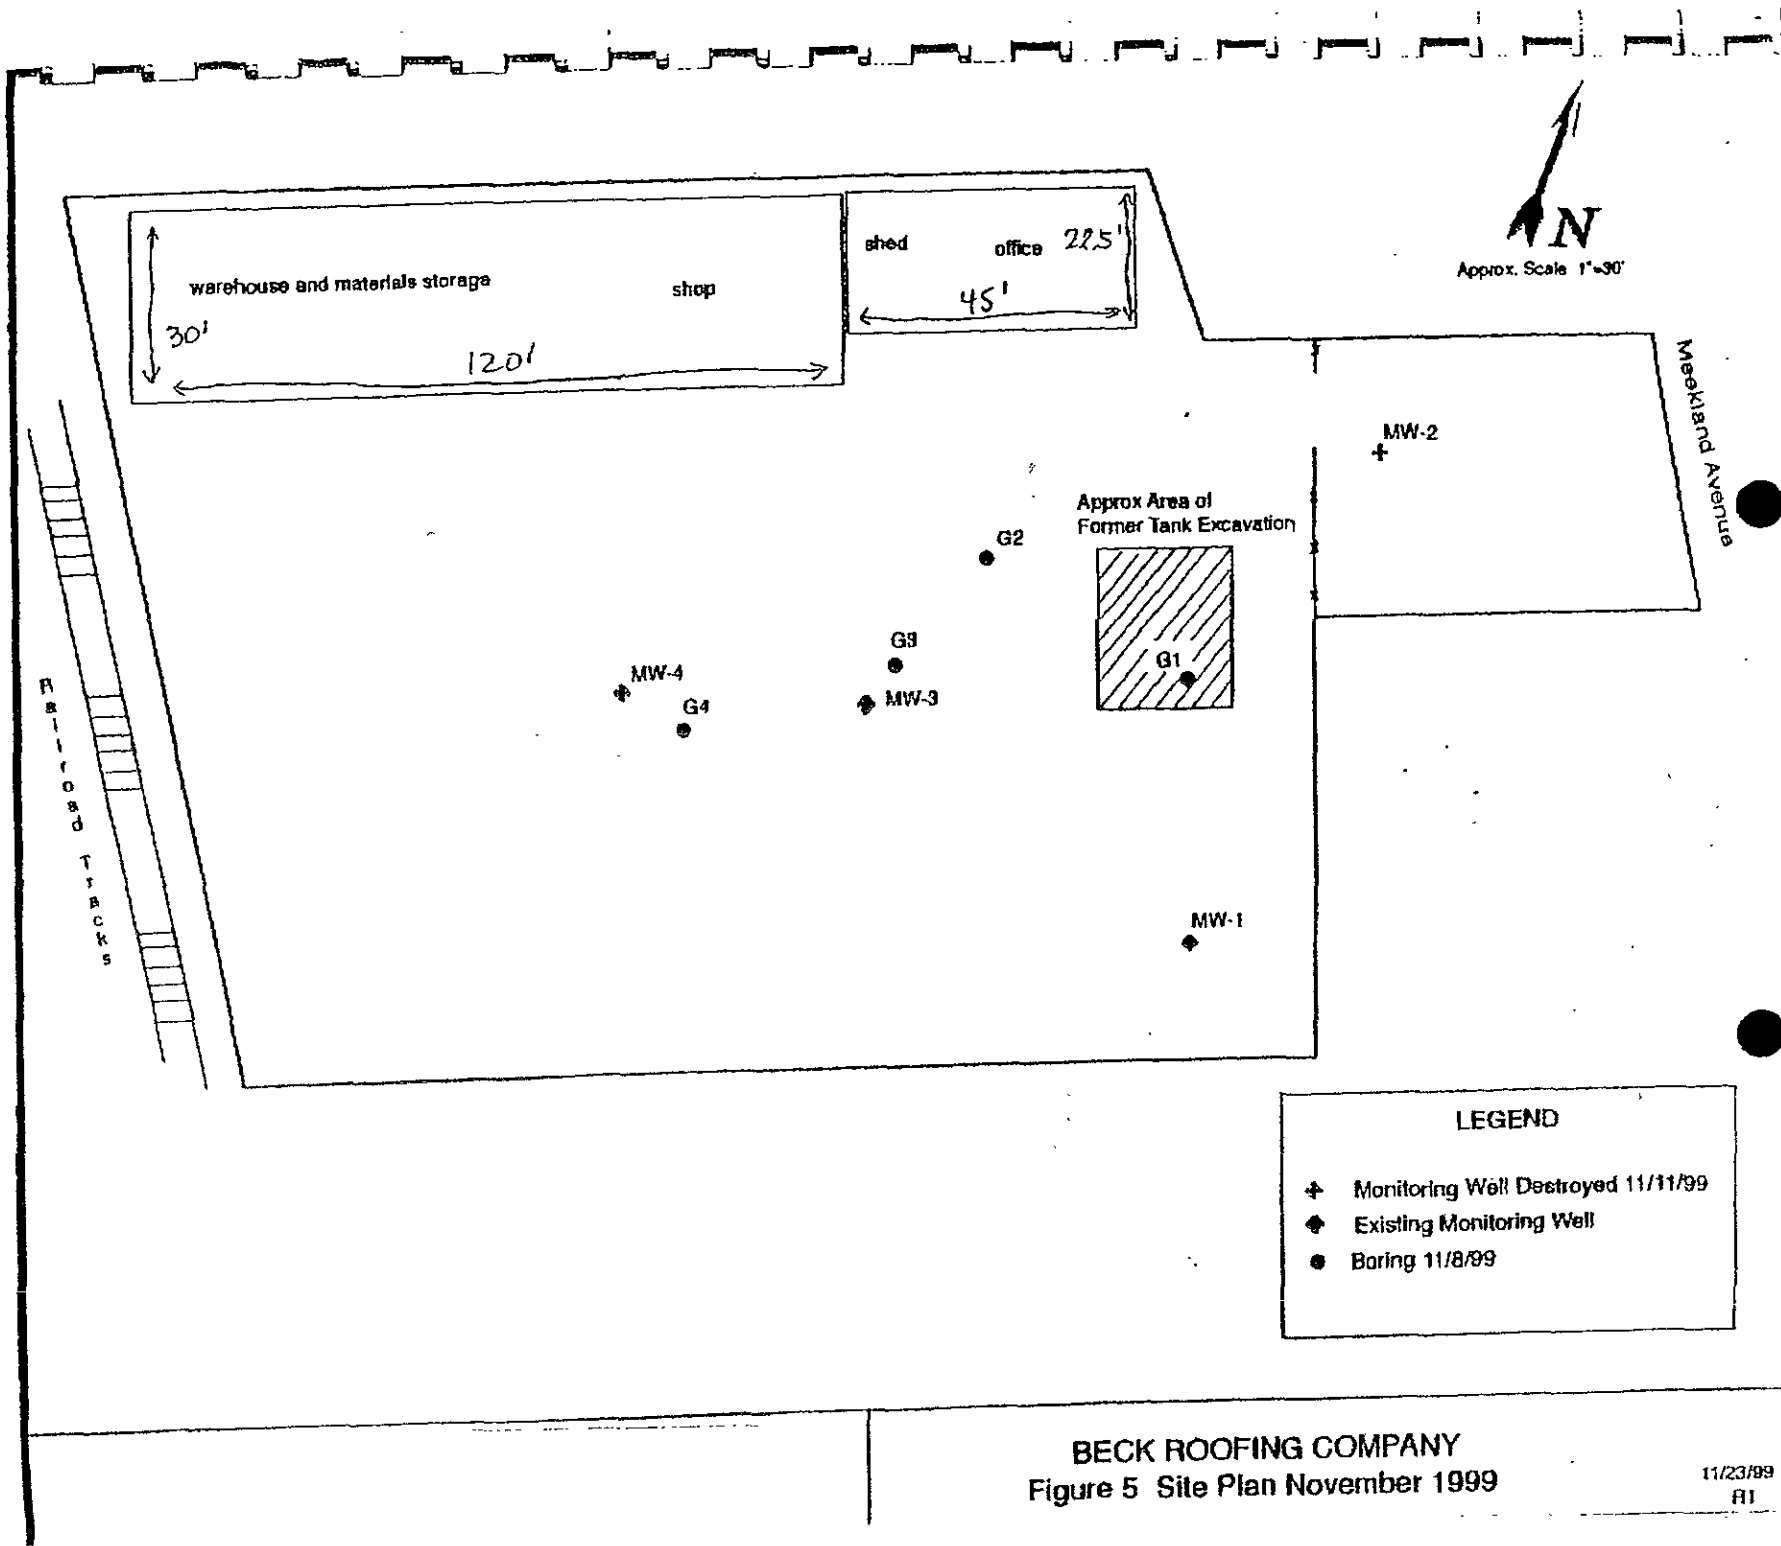 N
Approx. Scale 1"=30'
shed
office
22.5'
45'
warehouse and materials storage
shop
30'
120'
Meekland Avenue
MW-2
Approx Area of
Former Tank Excavation
G2
G3
G1
MW-4
MW-3
G4
Railroad Tracks
MW-1
LEGEND
Monitoring Well Destroyed 11/11/99
Existing Monitoring Well
Boring 11/8/99
BECK ROOFING COMPANY
Figure 5 Site Plan November 1999
11/23/99